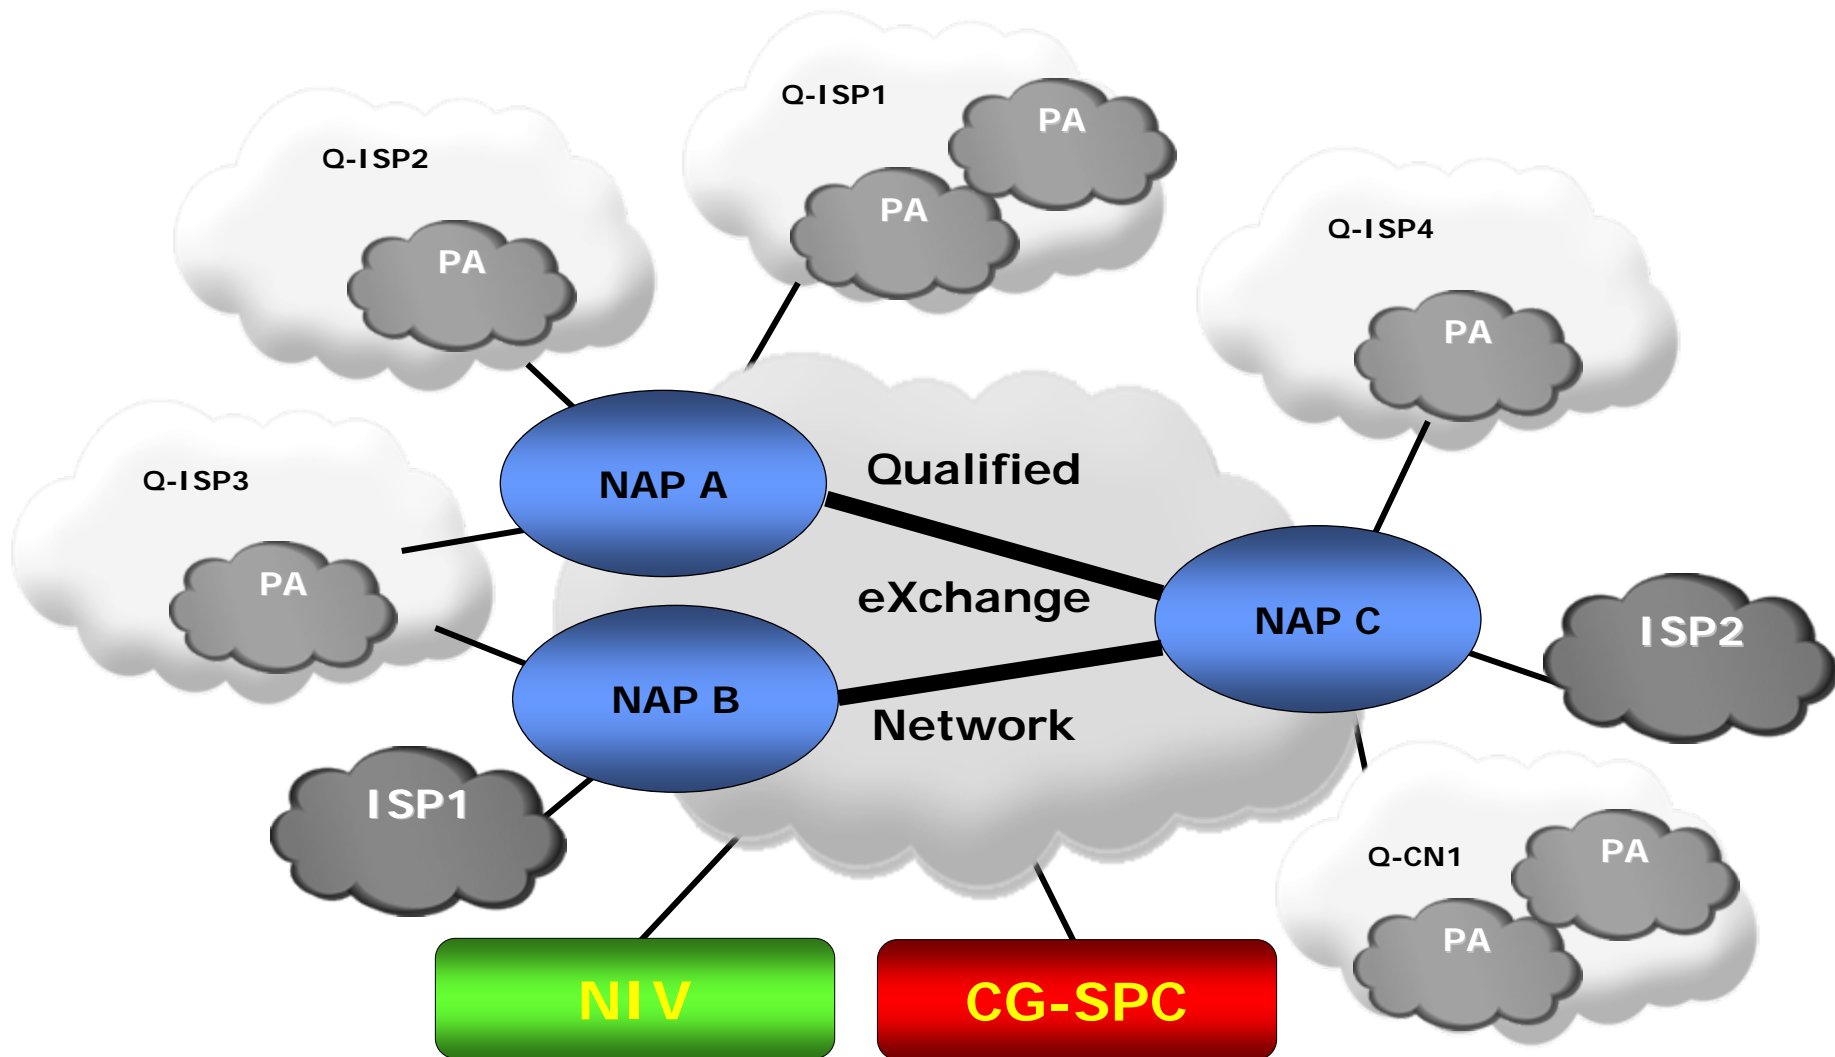 Q-ISP1
PA
PA
Q-ISP2
PA
Q-ISP4
PA
Q-ISP3
PA
NAP A
Qualified
eXchange
Network
NAP B
NAP C
ISP2
ISP1
Q-CN1
PA
PA
NIV
CG-SPC